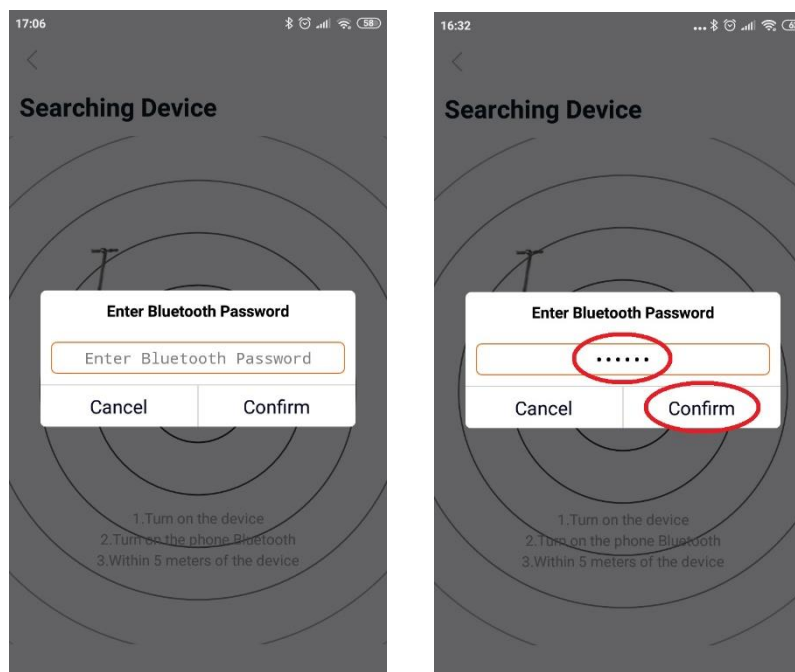 17:06
58
Searching Device
Enter Bluetooth Password
Enter Bluetooth Password
Cancel Confirm
1.Turn on the device
2.Turn on the phone Bluetooth
3.Within 5 meters of the device
16:32
Searching Device
Enter Bluetooth Password
••••••
Cancel Confirm
1.Turn on the device
2.Turn on the phone Bluetooth
3.Within 5 meters of the device